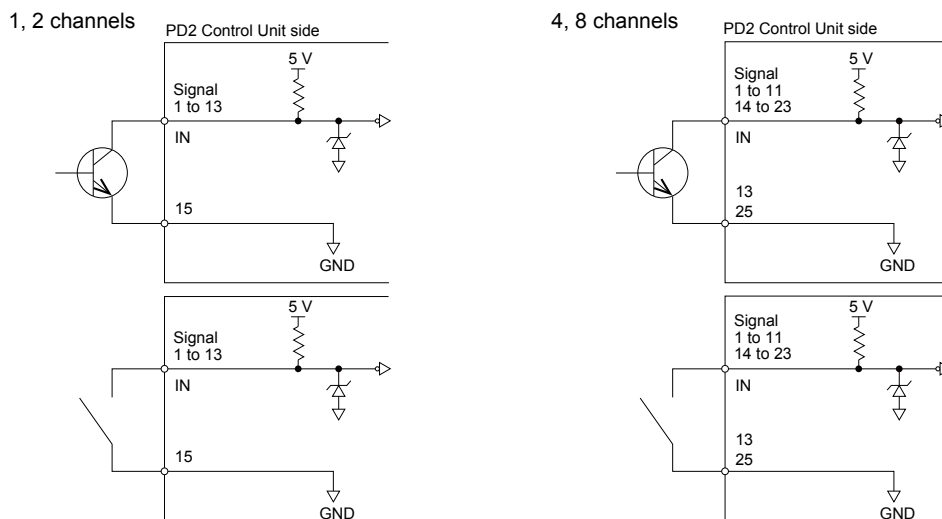 1, 2 channels
PD2 Control Unit side
5 V
Signal
1 to 13
IN
15
GND
5 V
Signal
1 to 13
IN
15
GND
4, 8 channels
PD2 Control Unit side
5 V
Signal
1 to 11
14 to 23
IN
13
25
GND
5 V
Signal
1 to 11
14 to 23
IN
13
25
GND